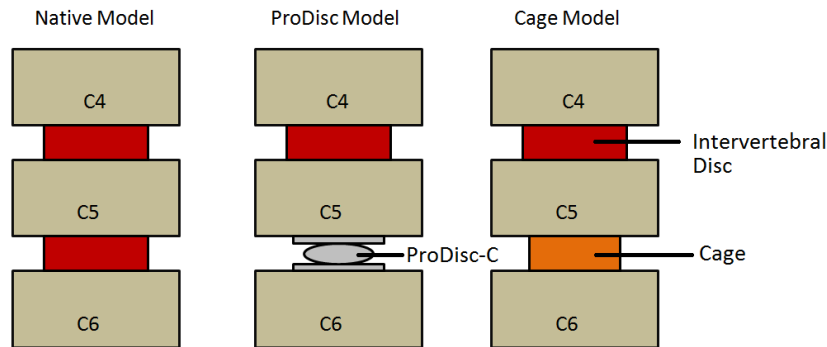 Native Model
ProDisc Model
Cage Model
C4
C4
C4
Intervertebral
Disc
C5
C5
C5
ProDisc-C
Cage
C6
C6
C6